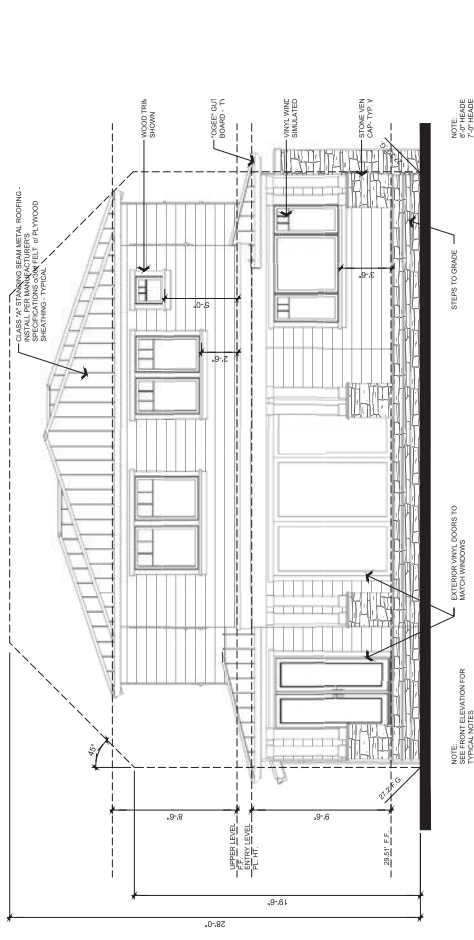 CLASS "A" STANDING SEAM METAL ROOFING -
INSTALL PER MANUFACTURER'S
SPECIFICATIONS o/30# FELT o/ PLYWOOD
SHEATHING - TYPICAL
WOOD TRIM
SHOWN
"OGEE" GUT
BOARD - T
VINYL WIND
SIMULATED
STONE VEN
CAP- TYP.
NOTE:
8'-0" HEADE
7'-0" HEADE
5'-0"
2'-6"
3'-6"
STEPS TO GRADE
EXTERIOR VINYL DOORS TO
MATCH WINDOWS
NOTE:
SEE FRONT ELEVATION FOR
TYPICAL NOTES
45°
27.2' F.G.
8'-6"
9'-6"
UPPER LEVEL
F.F.
ENTRY LEVEL
PL. HT.
29.51' F.F.
19'-6"
28'-0"